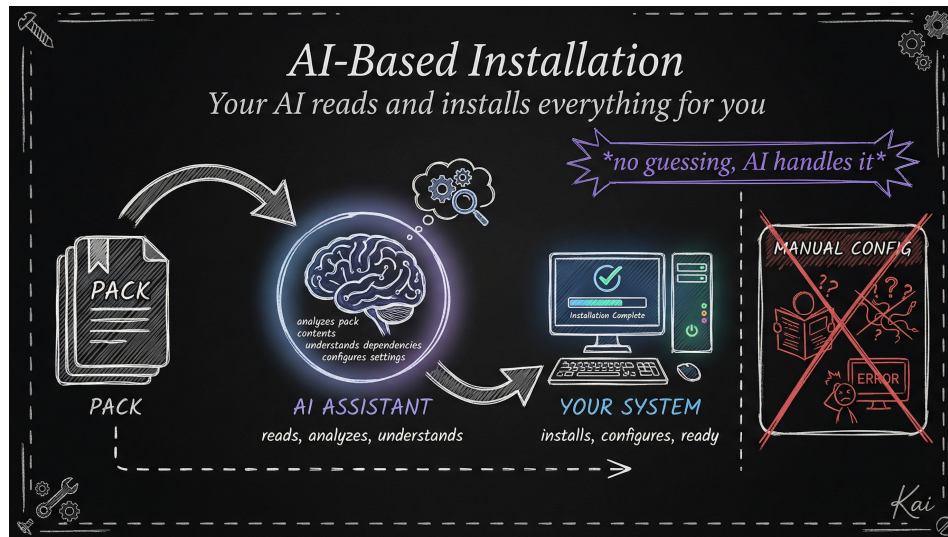 AI-Based Installation
Your AI reads and installs everything for you
*no guessing, AI handles it*
PACK
analyzes pack
contents
understands dependencies
configures settings
Installation Complete
MANUAL CONFIG
??
???
ERROR
PACK
AI ASSISTANT
reads, analyzes, understands
YOUR SYSTEM
installs, configures, ready
Kai